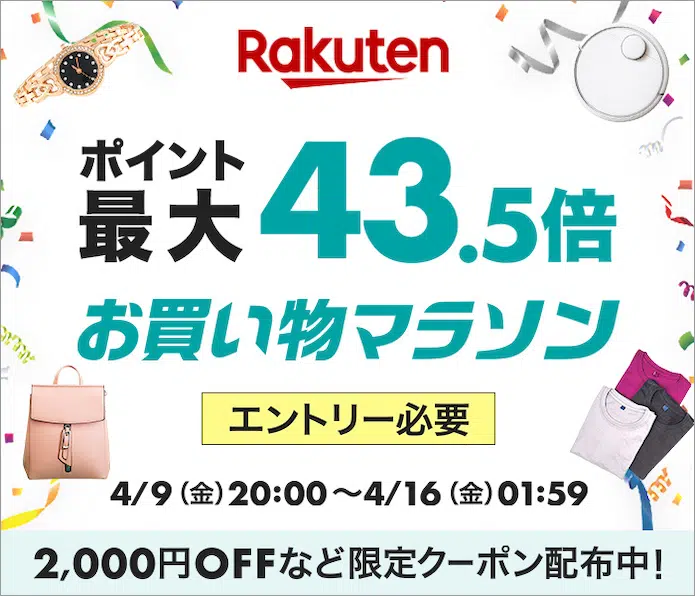 Rakuten
ポイント
最大43.5倍
お買い物マラソン
エントリー必要
4/9(金)20:00〜4/16(金)01:59
2,000円OFFなど限定クーポン配布中!